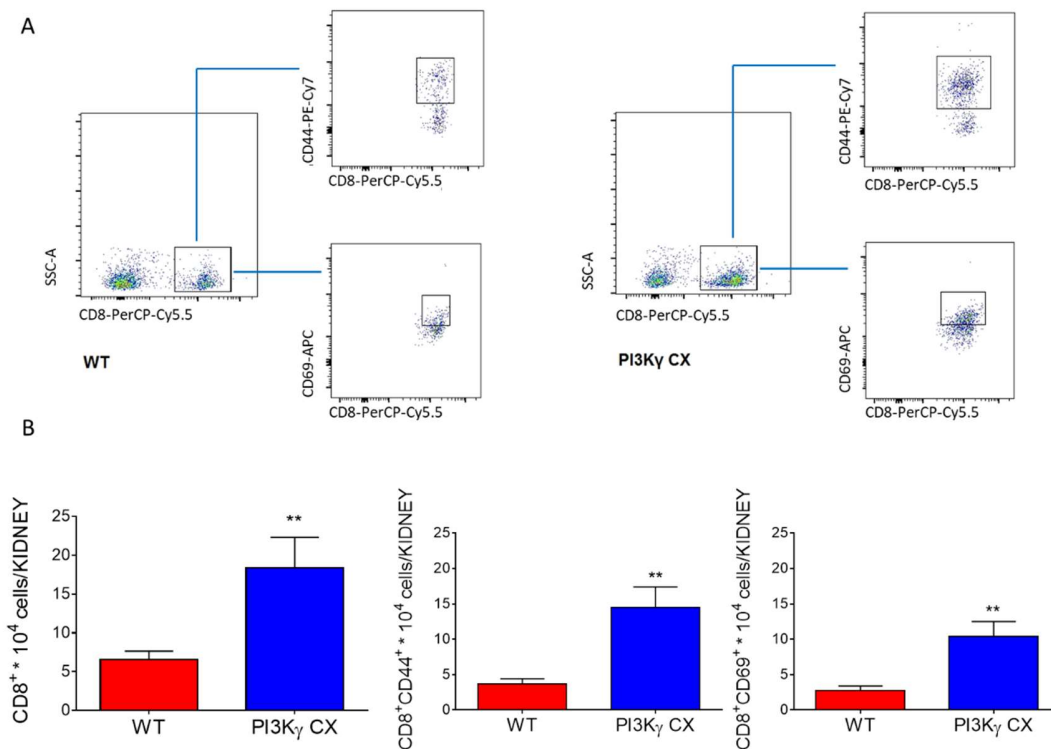 A
,CD44-PE-Cy7
CD8-PerCP-Cy5.5
SSC-A
CD8-PerCP-Cy5.5
WT
CD69-APC
CD8-PerCP-Cy5.5
CD44-PE-Cy7
CD8-PerCP-Cy5.5
SSC-A
CD8-PerCP-Cy5.5
PI3Kγ CX
CD69-APC
CD8-PerCP-Cy5.5
B
CD8⁺ * 10⁴ cells/KIDNEY
25
20
15
10
5
0
**
WT
PI3Kγ CX
CD8⁺CD44⁺ * 10⁴ cells/KIDNEY
25
20
15
10
5
0
**
WT
PI3Kγ CX
CD8⁺CD69⁺ * 10⁴ cells/KIDNEY
25
20
15
10
5
0
**
WT
PI3Kγ CX